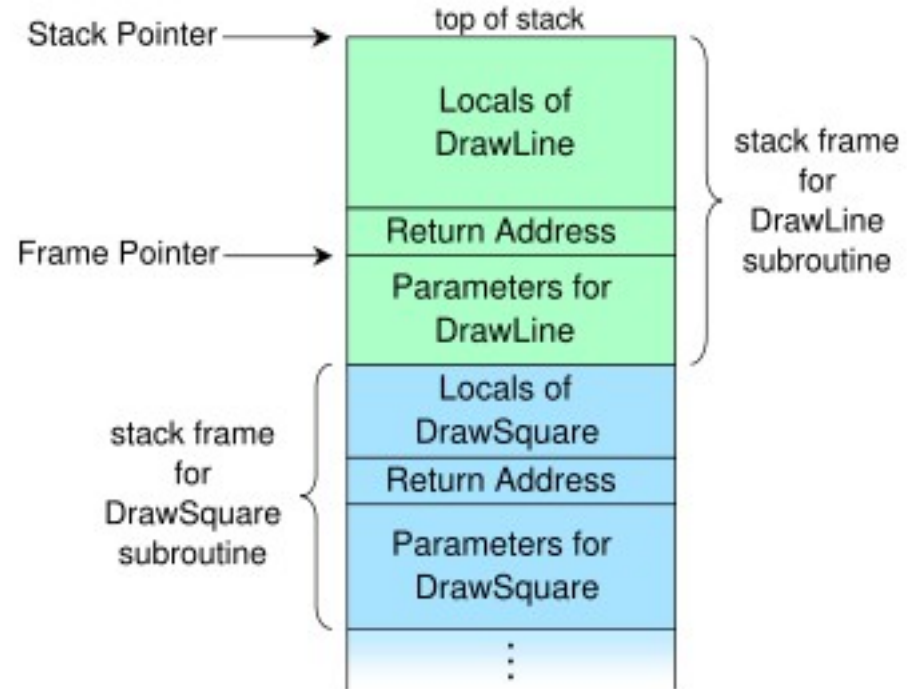 top of stack
Stack Pointer
Locals of
DrawLine
stack frame
for
DrawLine
subroutine
Return Address
Frame Pointer
Parameters for
DrawLine
Locals of
DrawSquare
stack frame
for
DrawSquare
subroutine
Return Address
Parameters for
DrawSquare
⋮